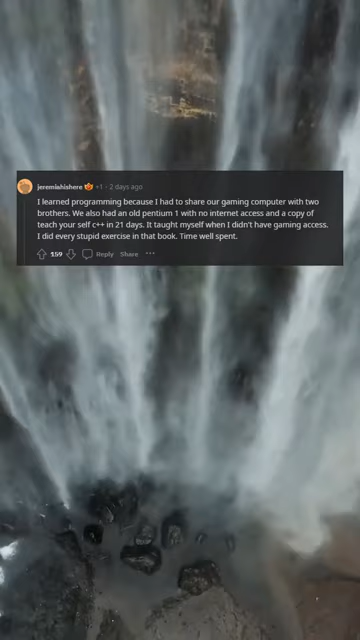 jeremiahishere +1 · 2 days ago
I learned programming because I had to share our gaming computer with two
brothers. We also had an old pentium 1 with no internet access and a copy of
teach your self c++ in 21 days. It taught myself when I didn't have gaming access.
I did every stupid exercise in that book. Time well spent.
159 Reply Share ···